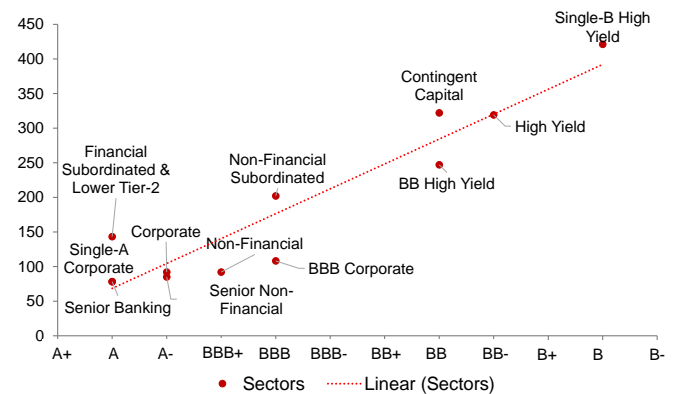 450
400
350
300
250
200
150
100
50
0
Single-B High
Yield
Contingent
Capital
High Yield
BB High Yield
Financial
Subordinated &
Lower Tier-2
Non-Financial
Subordinated
Corporate
Single-A
Corporate
Non-Financial
BBB Corporate
Senior Banking
Senior Non-
Financial
A+ A A- BBB+ BBB BBB- BB+ BB BB- B+ B B-
Sectors Linear (Sectors)